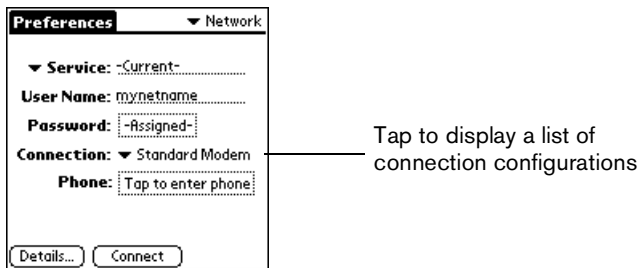 Preferences ▼ Network
▼ Service: -Current-
User Name: mynetname
Password: -Assigned-
Connection: ▼ Standard Modem
Phone: Tap to enter phone
Details... Connect
Tap to display a list of
connection configurations